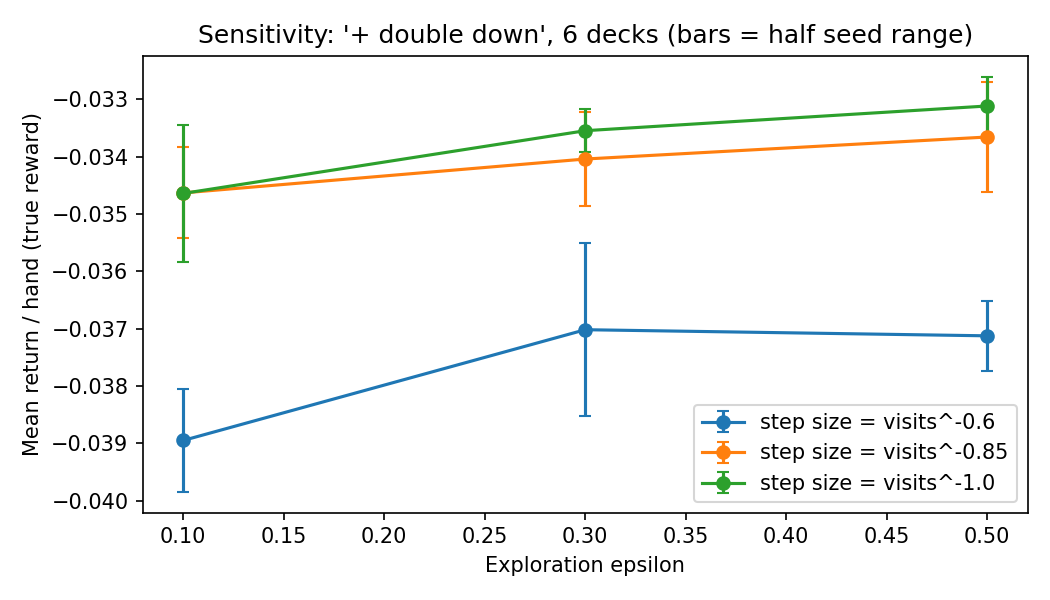 Sensitivity: '+ double down', 6 decks (bars = half seed range)
Mean return / hand (true reward)
−0.033
−0.034
−0.035
−0.036
−0.037
−0.038
−0.039
−0.040
step size = visits^-0.6
step size = visits^-0.85
step size = visits^-1.0
0.10
0.15
0.20
0.25
0.30
0.35
0.40
0.45
0.50
Exploration epsilon